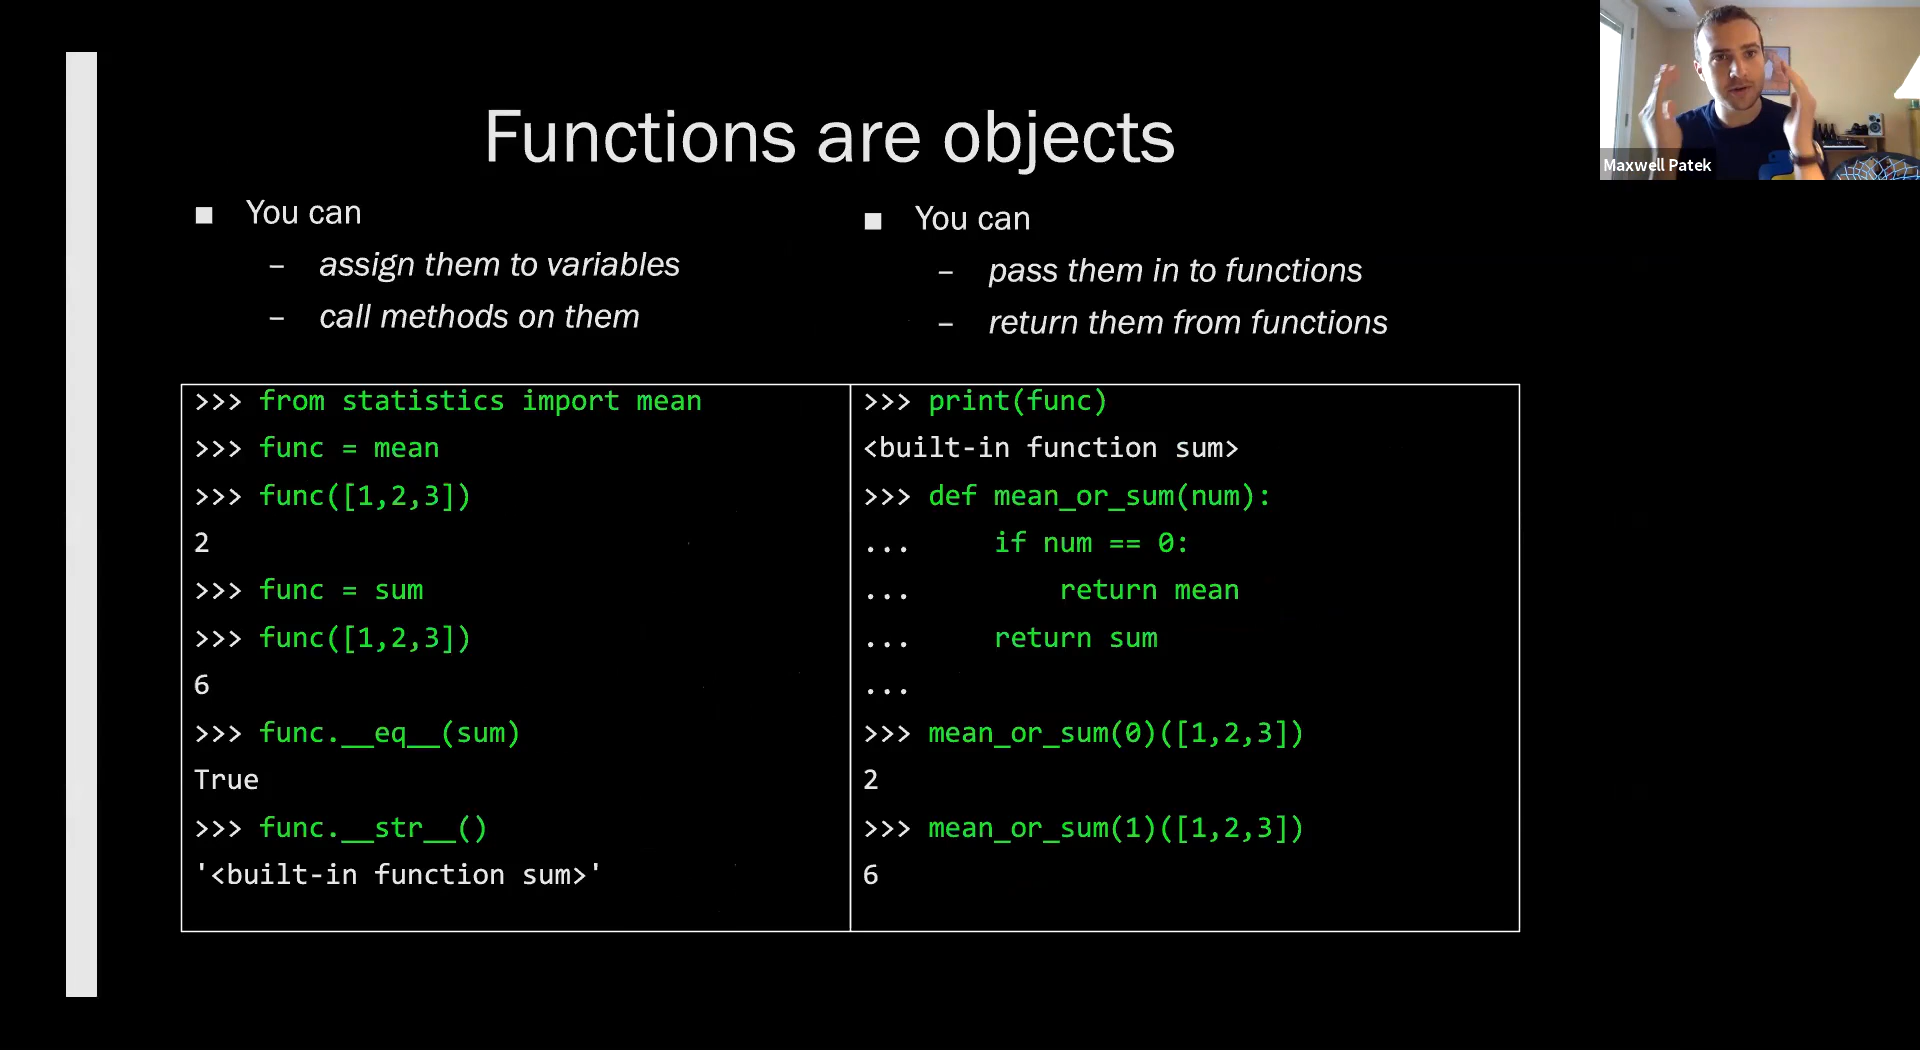 Functions are objects
■ You can
– assign them to variables
– call methods on them
■ You can
– pass them in to functions
– return them from functions
>>> from statistics import mean
>>> func = mean
>>> func([1,2,3])
2
>>> func = sum
>>> func([1,2,3])
6
>>> func.__eq__(sum)
True
>>> func.__str__()
'<built-in function sum>'
>>> print(func)
<built-in function sum>
>>> def mean_or_sum(num):
...     if num == 0:
...         return mean
...     return sum
...
>>> mean_or_sum(0)([1,2,3])
2
>>> mean_or_sum(1)([1,2,3])
6
Maxwell Patek